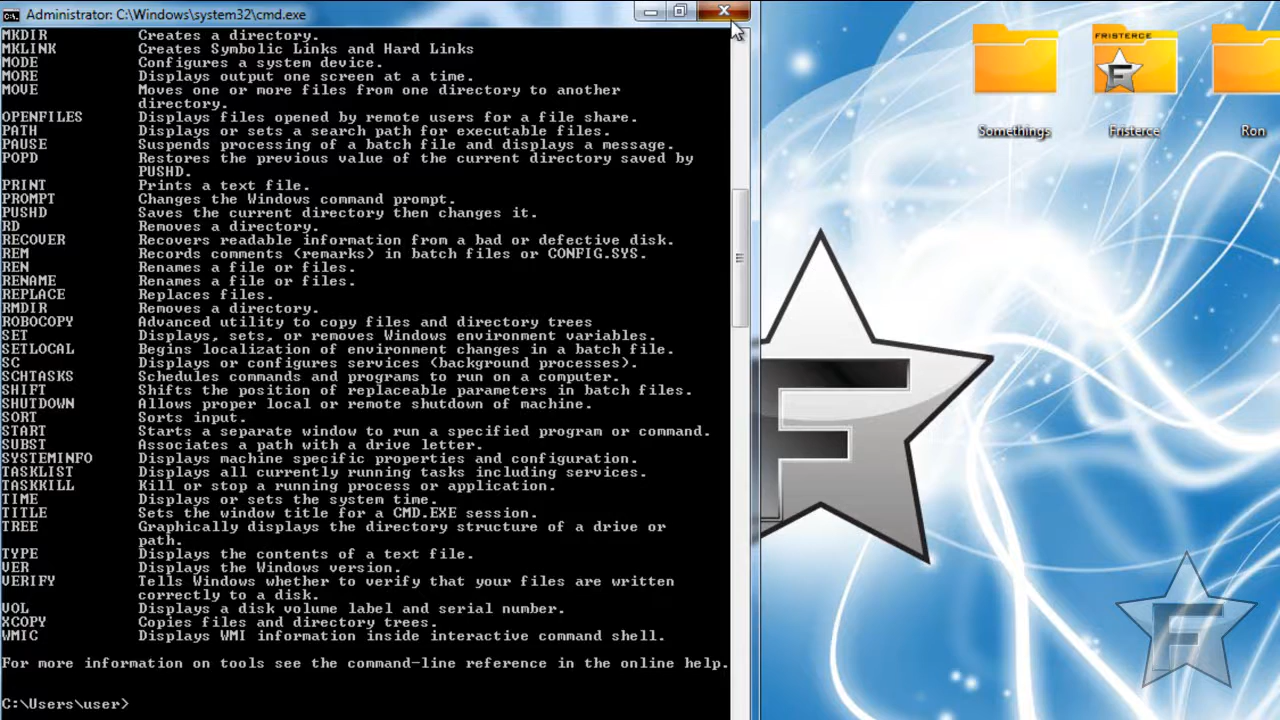 Administrator: C:\Windows\system32\cmd.exe
MKDIR Creates a directory.
MKLINK Creates Symbolic Links and Hard Links
MODE Configures a system device.
MORE Displays output one screen at a time.
MOVE Moves one or more files from one directory to another
directory.
OPENFILES Displays files opened by remote users for a file share.
PATH Displays or sets a search path for executable files.
PAUSE Suspends processing of a batch file and displays a message.
POPD Restores the previous value of the current directory saved by
PUSHD.
PRINT Prints a text file.
PROMPT Changes the Windows command prompt.
PUSHD Saves the current directory then changes it.
RD Removes a directory.
RECOVER Recovers readable information from a bad or defective disk.
REM Records comments (remarks) in batch files or CONFIG.SYS.
REN Renames a file or files.
RENAME Renames a file or files.
REPLACE Replaces files.
RMDIR Removes a directory.
ROBOCOPY Advanced utility to copy files and directory trees
SET Displays, sets, or removes Windows environment variables.
SETLOCAL Begins localization of environment changes in a batch file.
SC Displays or configures services (background processes).
SCHTASKS Schedules commands and programs to run on a computer.
SHIFT Shifts the position of replaceable parameters in batch files.
SHUTDOWN Allows proper local or remote shutdown of machine.
SORT Sorts input.
START Starts a separate window to run a specified program or command.
SUBST Associates a path with a drive letter.
SYSTEMINFO Displays machine specific properties and configuration.
TASKLIST Displays all currently running tasks including services.
TASKKILL Kill or stop a running process or application.
TIME Displays or sets the system time.
TITLE Sets the window title for a CMD.EXE session.
TREE Graphically displays the directory structure of a drive or
path.
TYPE Displays the contents of a text file.
VER Displays the Windows version.
VERIFY Tells Windows whether to verify that your files are written
correctly to a disk.
VOL Displays a disk volume label and serial number.
XCOPY Copies files and directory trees.
WMIC Displays WMI information inside interactive command shell.
For more information on tools see the command-line reference in the online help.
C:\Users\user>
FRISTERCE
F
Somethings
Fristerce
Ron
F
F